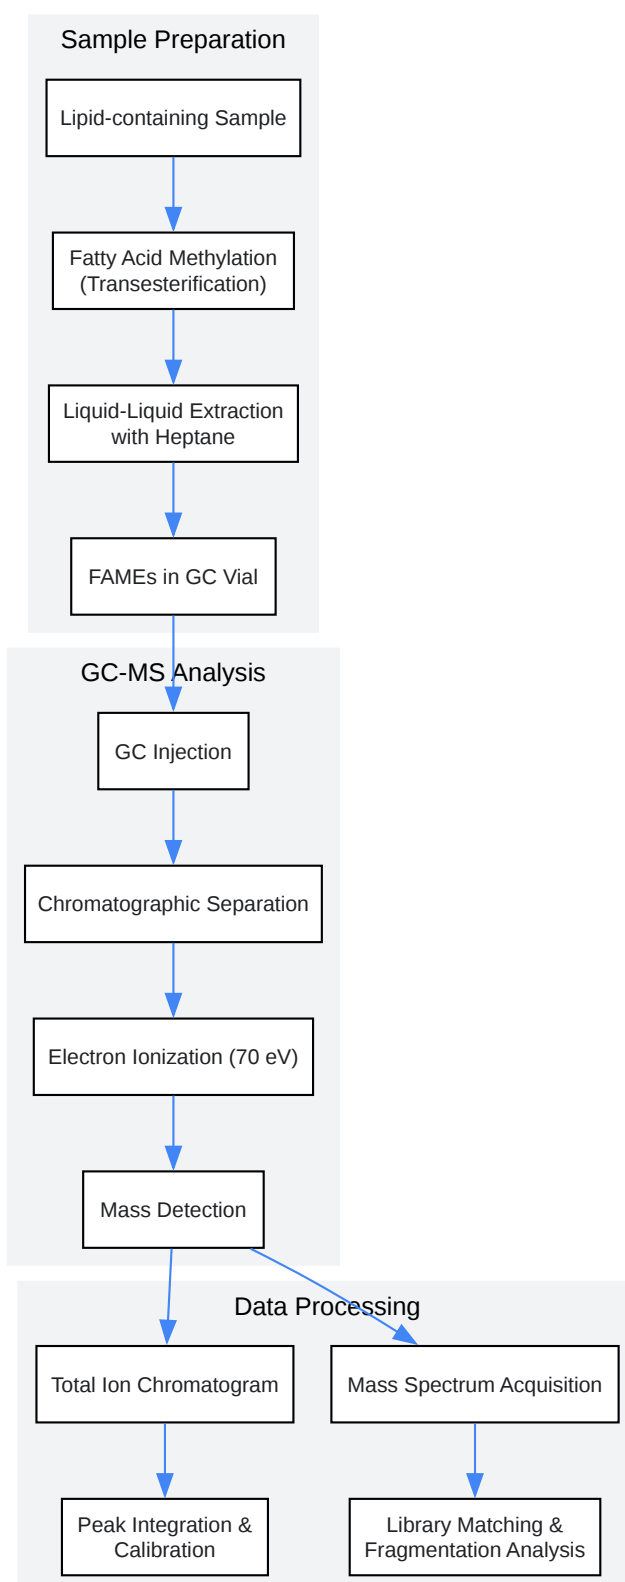 Sample Preparation
Lipid-containing Sample
Fatty Acid Methylation
(Transesterification)
Liquid-Liquid Extraction
with Heptane
FAMEs in GC Vial
GC-MS Analysis
GC Injection
Chromatographic Separation
Electron Ionization (70 eV)
Mass Detection
Data Processing
Total Ion Chromatogram
Mass Spectrum Acquisition
Peak Integration &
Calibration
Library Matching &
Fragmentation Analysis